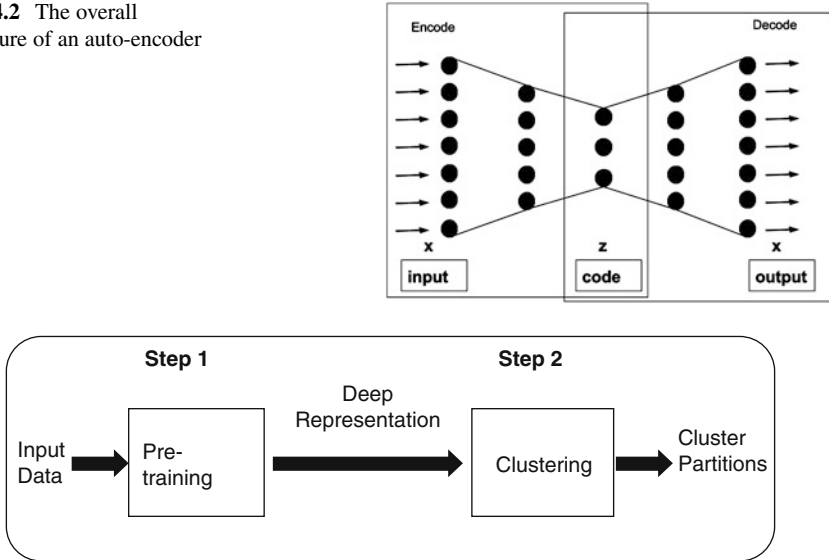 4.2 The overall
ure of an auto-encoder
Encode
Decode
x
z
x
input
code
output
Step 1
Step 2
Input
Data
Pre-
training
Deep
Representation
Clustering
Cluster
Partitions